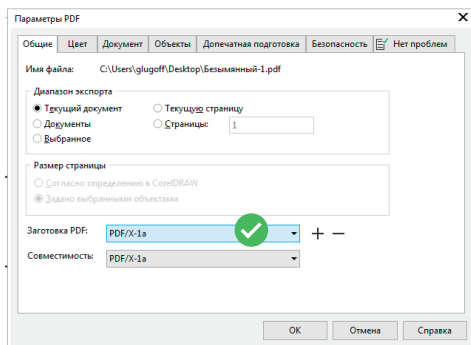 Параметры PDF
Общие Цвет Документ Объекты Допечатная подготовка Безопасность Нет проблем
Имя файла: C:\Users\glugoff\Desktop\Безымянный-1.pdf
Диапазон экспорта
Текущий документ Текущую страницу
Документы Страницы: 1
Выбранное
Размер страницы
Согласно определению в CorelDRAW
Задано выбранными объектами
Заготовка PDF: PDF/X-1a
Совместимость: PDF/X-1a
ОК Отмена Справка